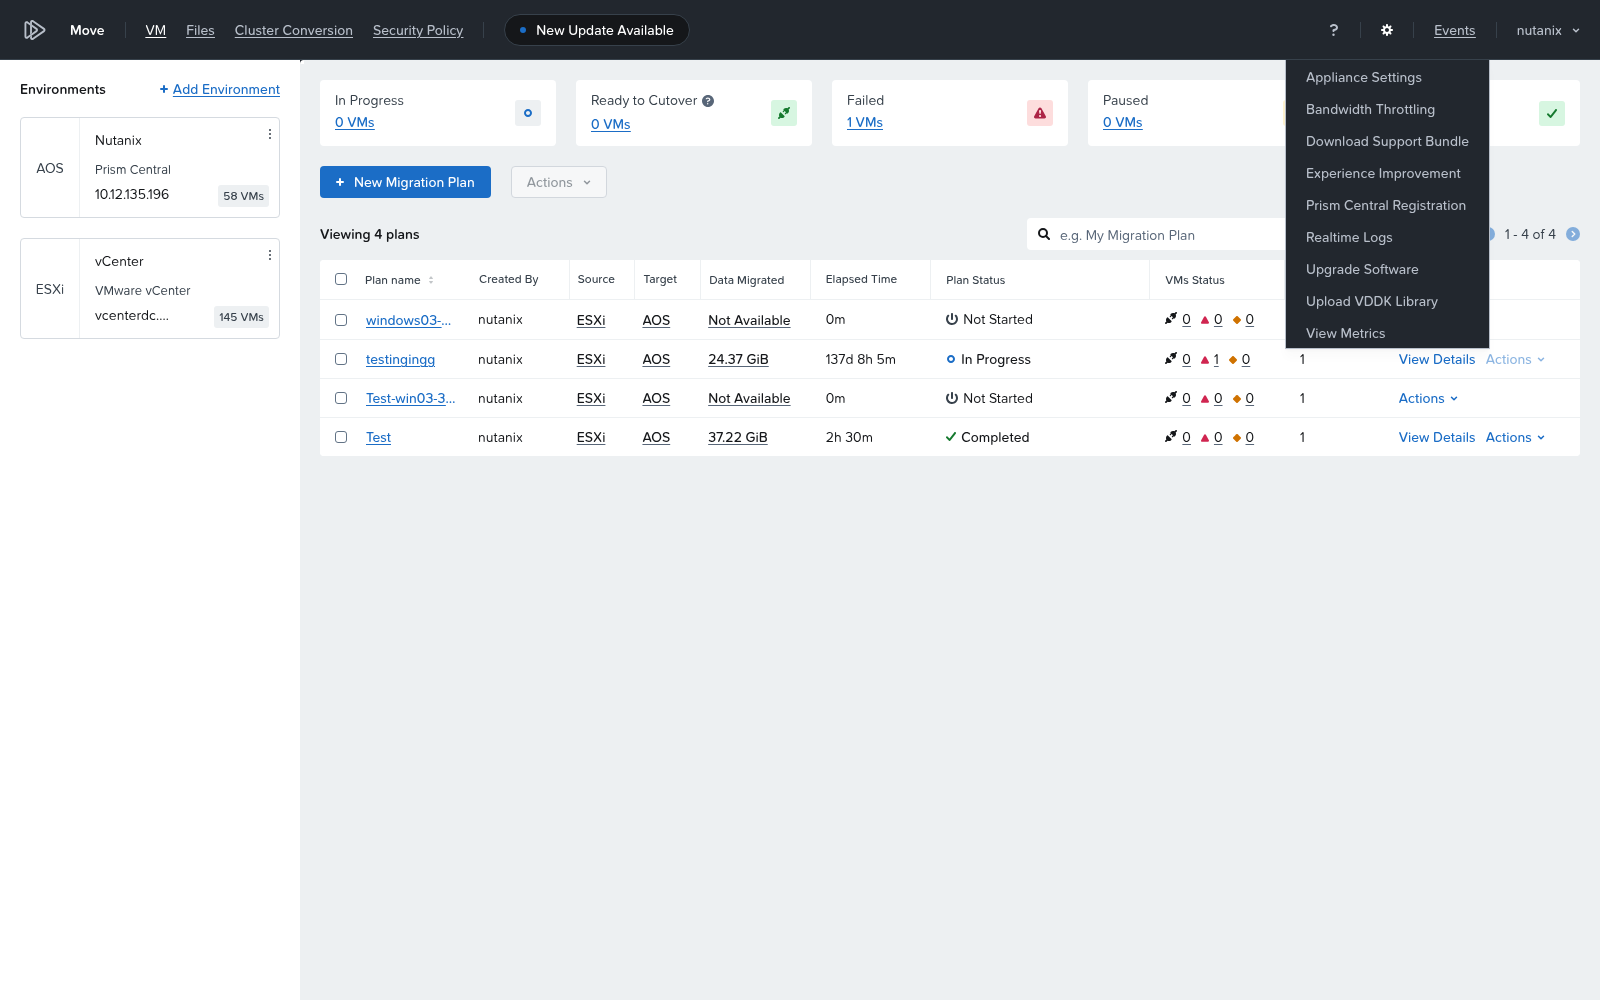 Move
VM
Files
Cluster Conversion
Security Policy
New Update Available
?
Events
nutanix
Environments
+ Add Environment
AOS
Nutanix
Prism Central
10.12.135.196
58 VMs
ESXi
vCenter
VMware vCenter
vcenterdc....
145 VMs
In Progress
0 VMs
Ready to Cutover ?
0 VMs
Failed
1 VMs
Paused
0 VMs
Appliance Settings
Bandwidth Throttling
Download Support Bundle
Experience Improvement
Prism Central Registration
Realtime Logs
Upgrade Software
Upload VDDK Library
View Metrics
+ New Migration Plan
Actions
Viewing 4 plans
e.g. My Migration Plan
1 - 4 of 4
Plan name Created By Source Target Data Migrated Elapsed Time Plan Status VMs Status
windows03-... nutanix ESXi AOS Not Available 0m Not Started 0 0 0
testingingg nutanix ESXi AOS 24.37 GiB 137d 8h 5m In Progress 0 1 0 1 View Details Actions
Test-win03-3... nutanix ESXi AOS Not Available 0m Not Started 0 0 0 1 Actions
Test nutanix ESXi AOS 37.22 GiB 2h 30m Completed 0 0 0 1 View Details Actions